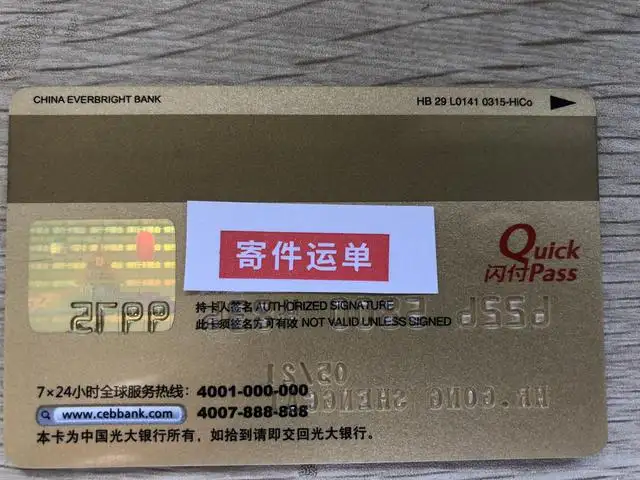 CHINA EVERBRIGHT BANK
HB 29 L0141 0315-HiCo
寄件运单
Quick
闪付Pass
持卡人签名 AUTHORIZED SIGNATURE
此卡须签名方可有效 NOT VALID UNLESS SIGNED
7×24小时全球服务热线: 4001-000-000
www.cebbank.com 4007-888-888
本卡为中国光大银行所有，如拾到请即交回光大银行。